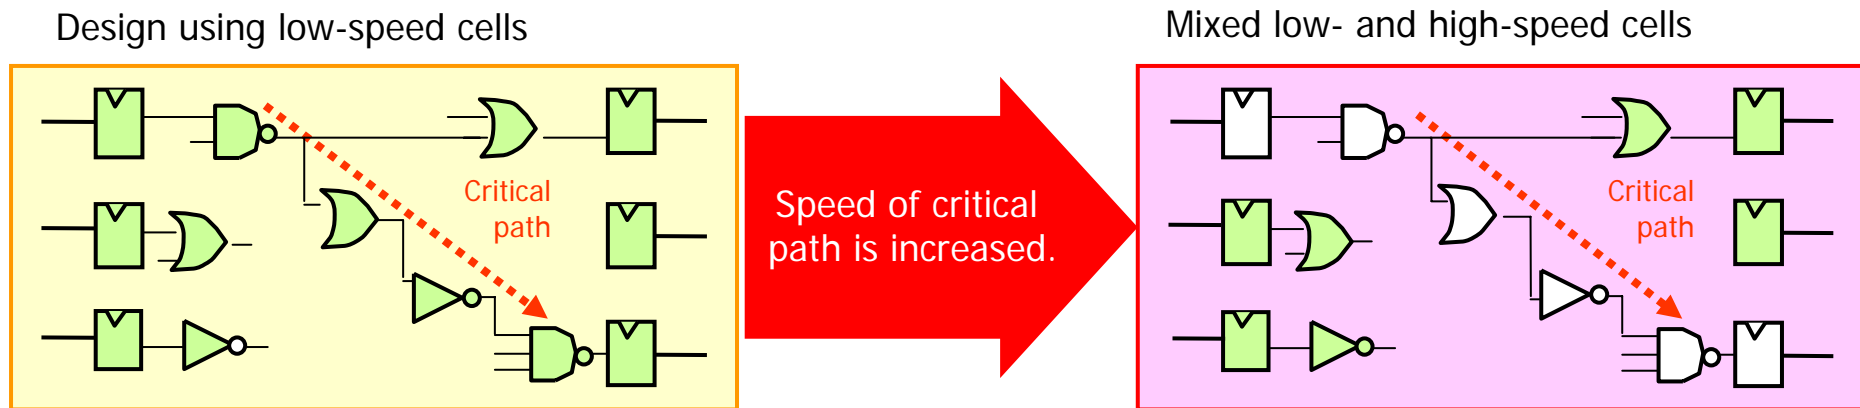 Design using low-speed cells
Mixed low- and high-speed cells
Critical
path
Speed of critical
path is increased.
Critical
path